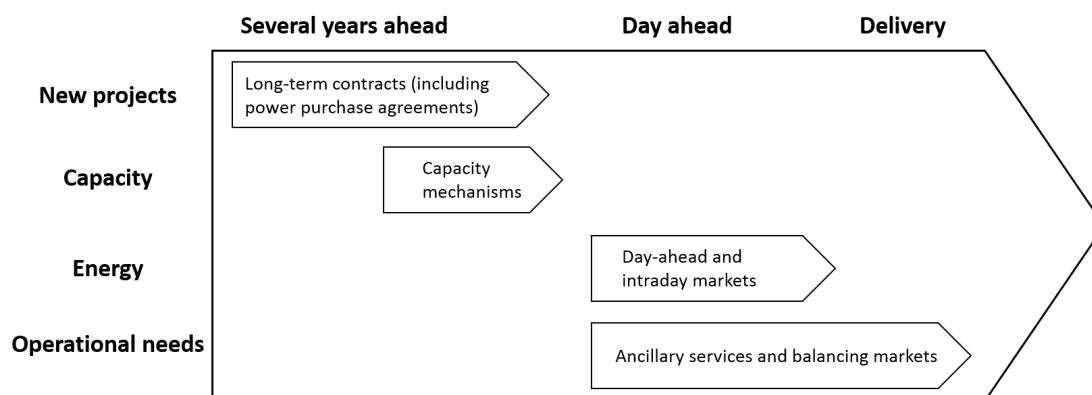 Several years ahead
Day ahead
Delivery
New projects
Long-term contracts (including
power purchase agreements)
Capacity
Capacity
mechanisms
Energy
Day-ahead and
intraday markets
Operational needs
Ancillary services and balancing markets